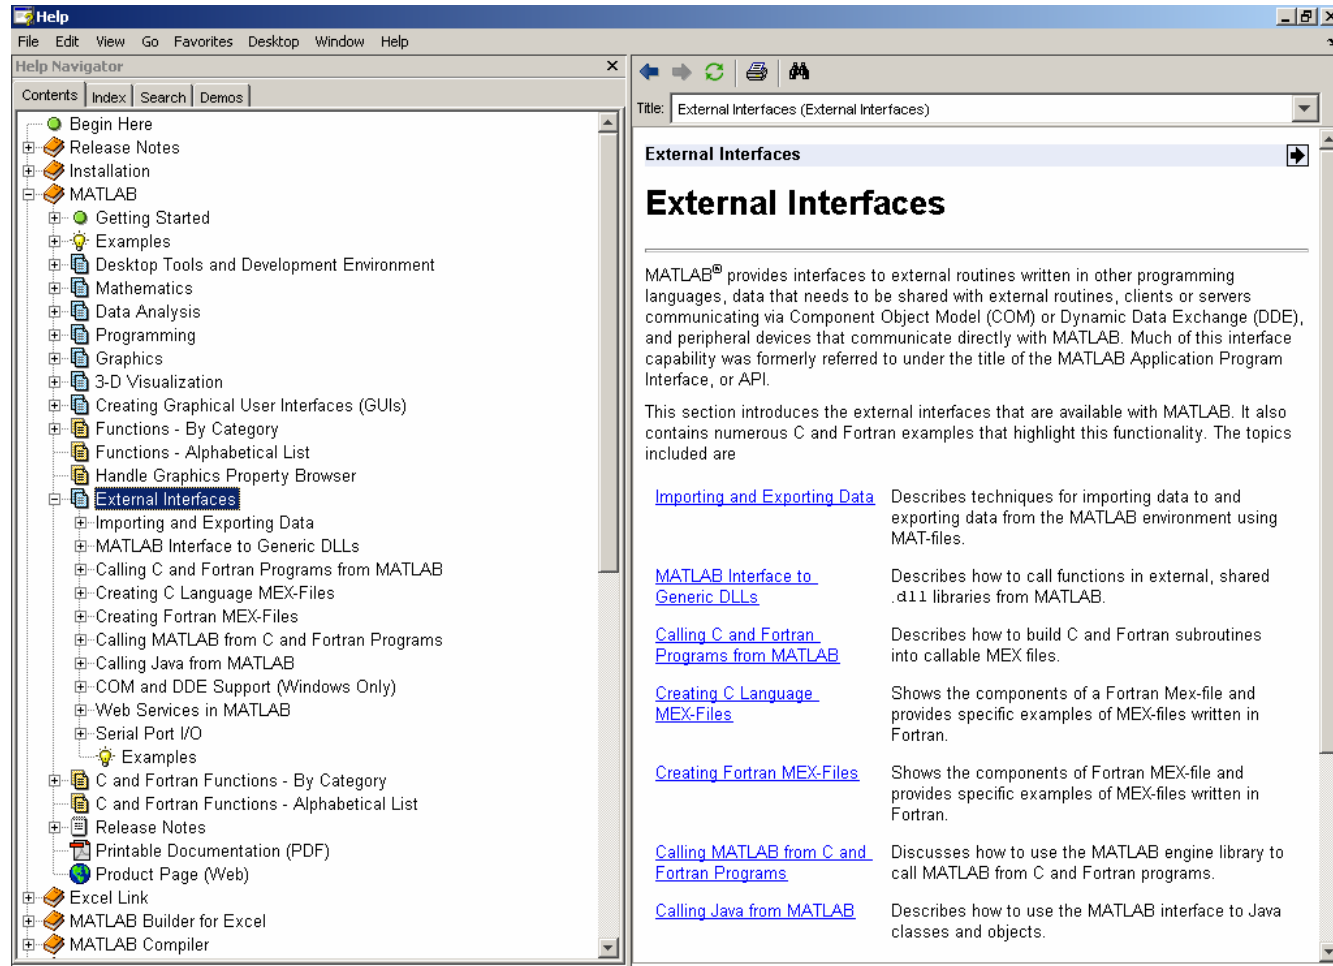 Help
File Edit View Go Favorites Desktop Window Help
Help Navigator
Contents Index Search Demos
Begin Here
Release Notes
Installation
MATLAB
Getting Started
Examples
Desktop Tools and Development Environment
Mathematics
Data Analysis
Programming
Graphics
3-D Visualization
Creating Graphical User Interfaces (GUIs)
Functions - By Category
Functions - Alphabetical List
Handle Graphics Property Browser
External Interfaces
Importing and Exporting Data
MATLAB Interface to Generic DLLs
Calling C and Fortran Programs from MATLAB
Creating C Language MEX-Files
Creating Fortran MEX-Files
Calling MATLAB from C and Fortran Programs
Calling Java from MATLAB
COM and DDE Support (Windows Only)
Web Services in MATLAB
Serial Port I/O
Examples
C and Fortran Functions - By Category
C and Fortran Functions - Alphabetical List
Release Notes
Printable Documentation (PDF)
Product Page (Web)
Excel Link
MATLAB Builder for Excel
MATLAB Compiler
Title: External Interfaces (External Interfaces)
External Interfaces
External Interfaces
MATLAB® provides interfaces to external routines written in other programming
languages, data that needs to be shared with external routines, clients or servers
communicating via Component Object Model (COM) or Dynamic Data Exchange (DDE),
and peripheral devices that communicate directly with MATLAB. Much of this interface
capability was formerly referred to under the title of the MATLAB Application Program
Interface, or API.
This section introduces the external interfaces that are available with MATLAB. It also
contains numerous C and Fortran examples that highlight this functionality. The topics
included are
Importing and Exporting Data Describes techniques for importing data to and
exporting data from the MATLAB environment using
MAT-files.
MATLAB Interface to Describes how to call functions in external, shared
Generic DLLs .dll libraries from MATLAB.
Calling C and Fortran Describes how to build C and Fortran subroutines
Programs from MATLAB into callable MEX files.
Creating C Language Shows the components of a Fortran Mex-file and
MEX-Files provides specific examples of MEX-files written in
Fortran.
Creating Fortran MEX-Files Shows the components of Fortran MEX-file and
provides specific examples of MEX-files written in
Fortran.
Calling MATLAB from C and Discusses how to use the MATLAB engine library to
Fortran Programs call MATLAB from C and Fortran programs.
Calling Java from MATLAB Describes how to use the MATLAB interface to Java
classes and objects.